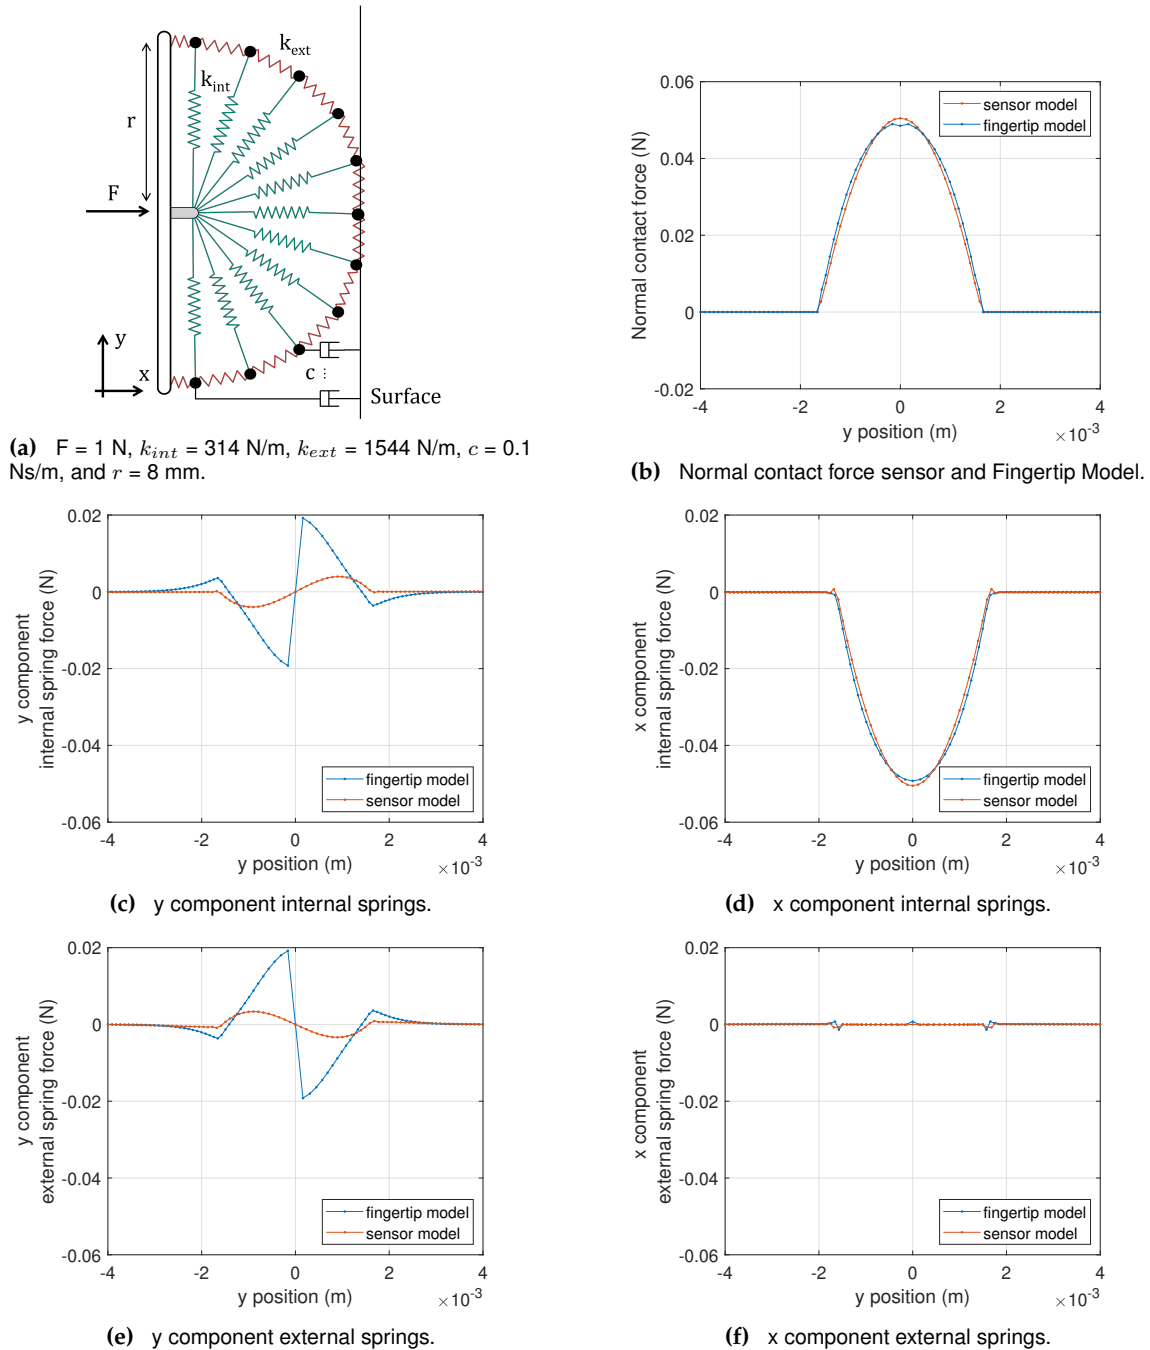 k_ext
k_int
r
F
y
x
c
⋮
Surface
(a) F = 1 N, k_int = 314 N/m, k_ext = 1544 N/m, c = 0.1
Ns/m, and r = 8 mm.
0.06
0.04
0.02
0
-0.02
Normal contact force (N)
sensor model
fingertip model
-4 -2 0 2 4
y position (m)
×10⁻³
(b) Normal contact force sensor and Fingertip Model.
0.02
0
-0.02
-0.04
-0.06
y component
internal spring force (N)
fingertip model
sensor model
-4 -2 0 2 4
y position (m)
×10⁻³
(c) y component internal springs.
0.02
0
-0.02
-0.04
-0.06
x component
internal spring force (N)
fingertip model
sensor model
-4 -2 0 2 4
y position (m)
×10⁻³
(d) x component internal springs.
0.02
0
-0.02
-0.04
-0.06
y component
external spring force (N)
fingertip model
sensor model
-4 -2 0 2 4
y position (m)
×10⁻³
(e) y component external springs.
0.02
0
-0.02
-0.04
-0.06
x component
external spring force (N)
fingertip model
sensor model
-4 -2 0 2 4
y position (m)
×10⁻³
(f) x component external springs.